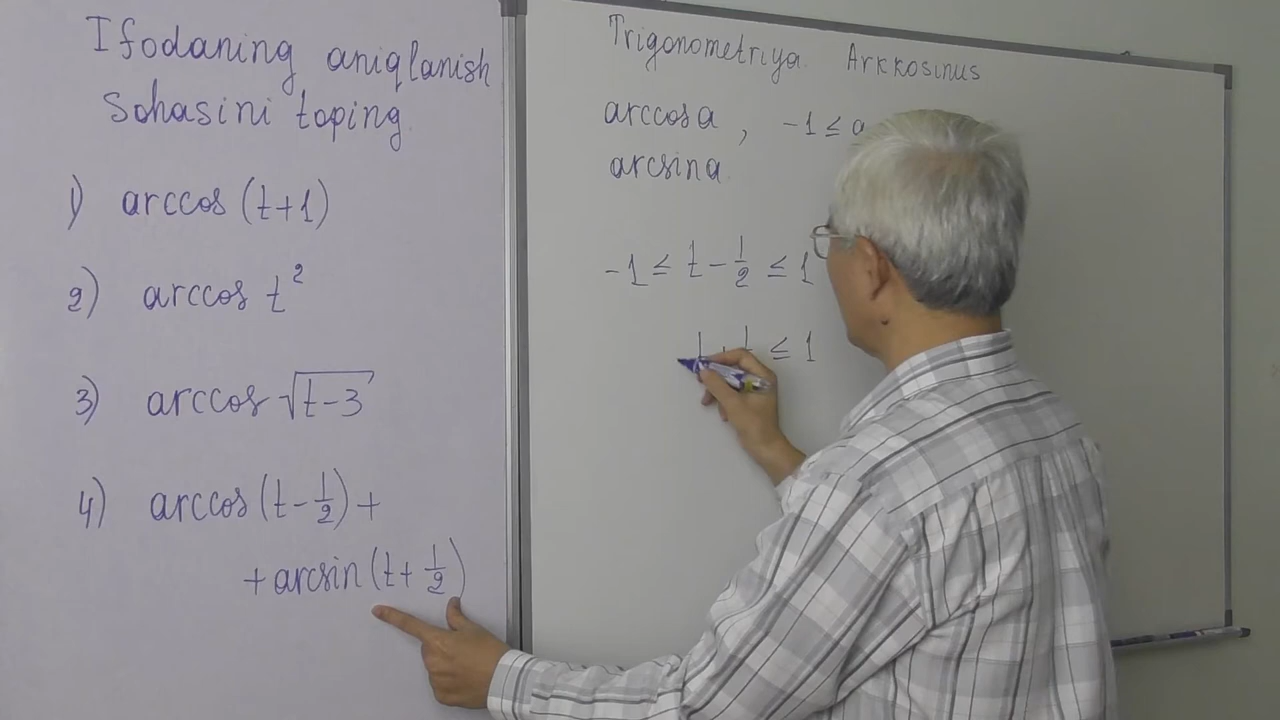 Ifodaning aniqlanish
sohasini toping
1) arccos (t+1)
2) arccos t²
3) arccos √(t-3)
4) arccos (t - 1/2) +
+ arcsin (t + 1/2)
Trigonometriya. Arkkosinus
arccos a, -1 ≤ a
arcsin a
-1 ≤ t - 1/2 ≤ 1
≤ 1